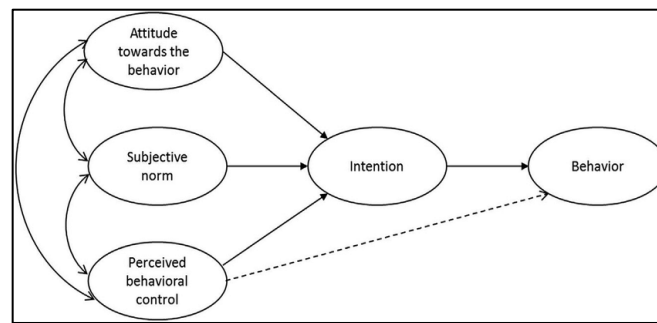 Attitude
towards the
behavior
Subjective
norm
Intention
Behavior
Perceived
behavioral
control